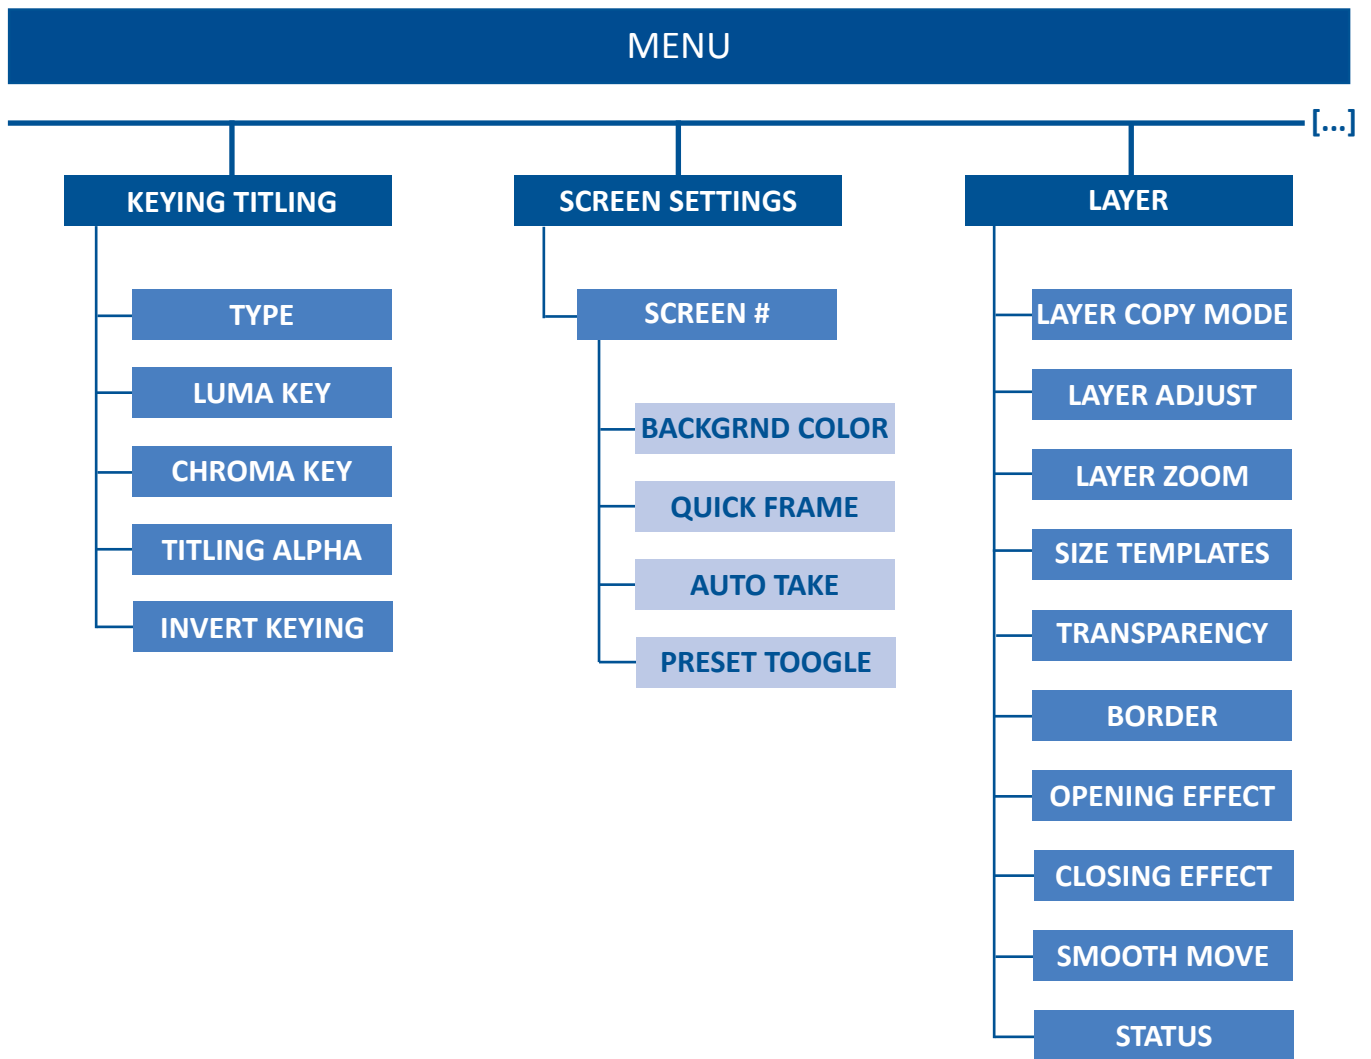 MENU
[...]
KEYING TITLING
TYPE
LUMA KEY
CHROMA KEY
TITLING ALPHA
INVERT KEYING
SCREEN SETTINGS
SCREEN #
BACKGRND COLOR
QUICK FRAME
AUTO TAKE
PRESET TOOGLE
LAYER
LAYER COPY MODE
LAYER ADJUST
LAYER ZOOM
SIZE TEMPLATES
TRANSPARENCY
BORDER
OPENING EFFECT
CLOSING EFFECT
SMOOTH MOVE
STATUS